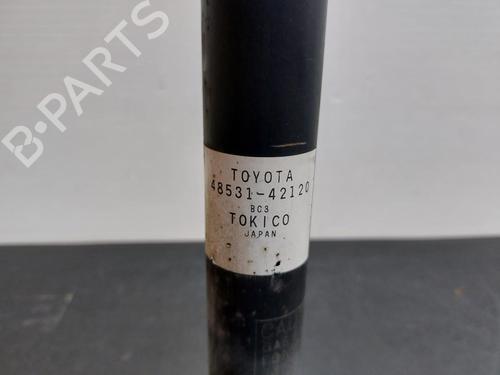 B-PARTS
TOYOTA
48531-42120
BC3
TOKICO
JAPAN